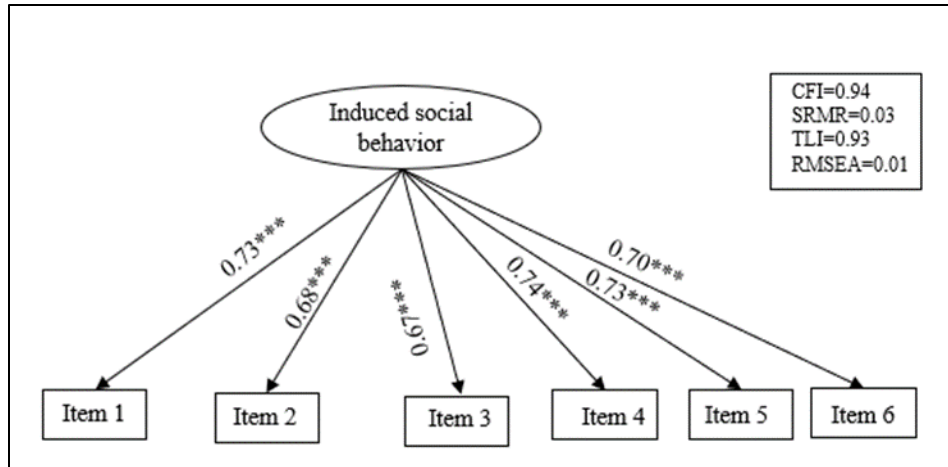 Induced social
behavior
CFI=0.94
SRMR=0.03
TLI=0.93
RMSEA=0.01
0.73***
0.68***
0.67***
0.74***
0.73***
0.70***
Item 1
Item 2
Item 3
Item 4
Item 5
Item 6